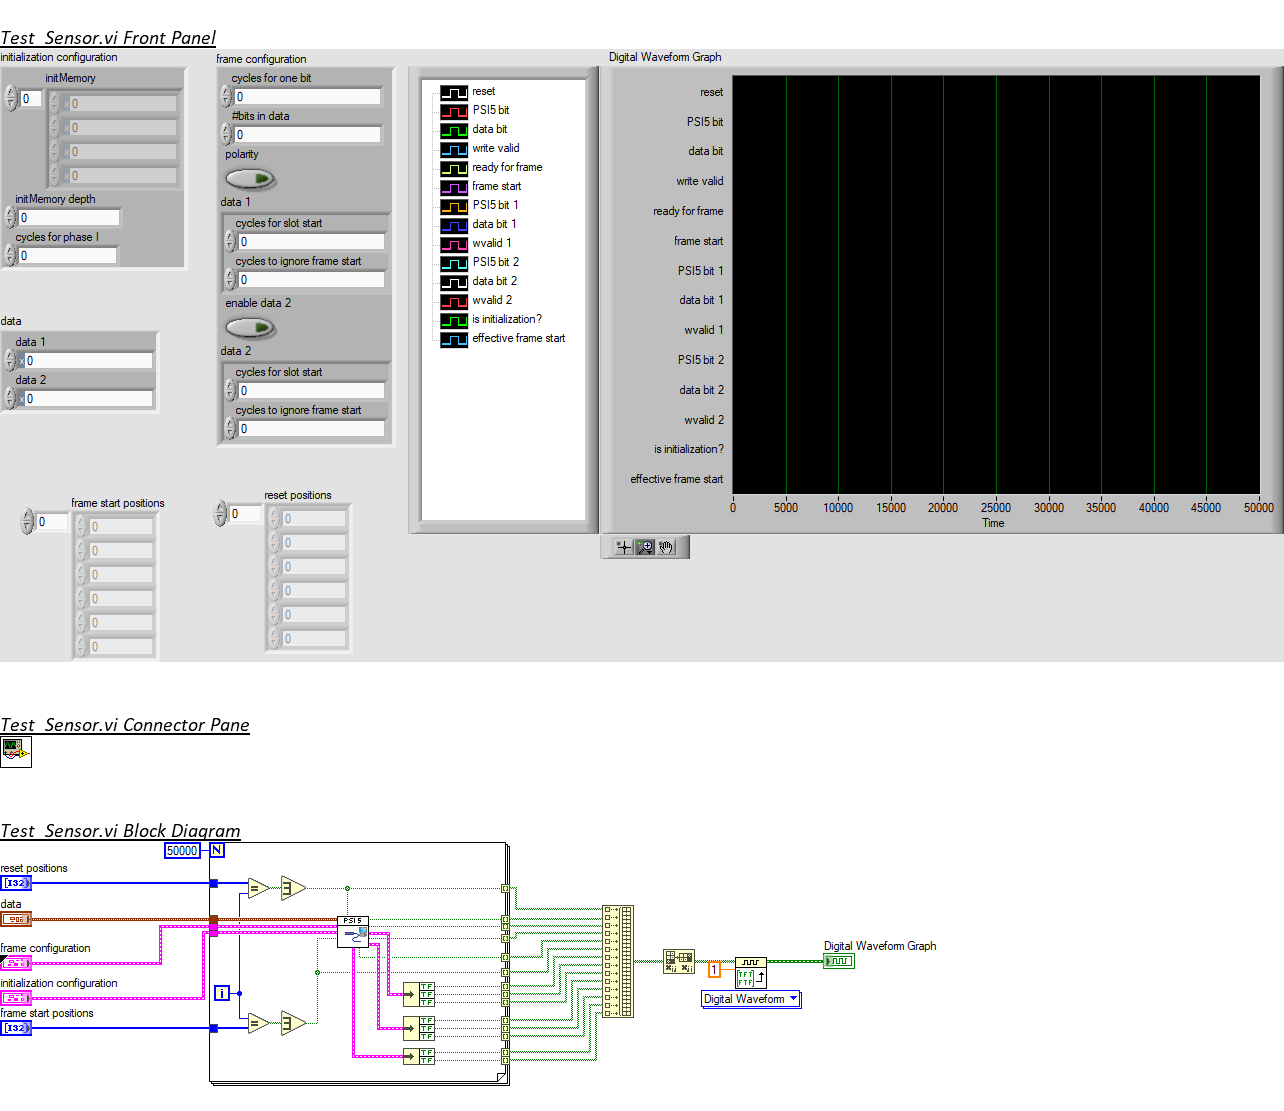 Test_Sensor.vi Front Panel
initialization configuration
initMemory
0
x 0
x 0
x 0
x 0
initMemory depth
0
cycles for phase I
0
data
data 1
x 0
data 2
x 0
frame configuration
cycles for one bit
0
#bits in data
0
polarity
data 1
cycles for slot start
0
cycles to ignore frame start
0
enable data 2
data 2
cycles for slot start
0
cycles to ignore frame start
0
frame start positions
0
0
0
0
0
0
0
reset positions
0
0
0
0
0
0
0
reset
PSI5 bit
data bit
write valid
ready for frame
frame start
PSI5 bit 1
data bit 1
wvalid 1
PSI5 bit 2
data bit 2
wvalid 2
is initialization?
effective frame start
Digital Waveform Graph
reset
PSI5 bit
data bit
write valid
ready for frame
frame start
PSI5 bit 1
data bit 1
wvalid 1
PSI5 bit 2
data bit 2
wvalid 2
is initialization?
effective frame start
0 5000 10000 15000 20000 25000 30000 35000 40000 45000 50000
Time
Test_Sensor.vi Connector Pane
Test_Sensor.vi Block Diagram
50000 N
reset positions
[I32]
data
frame configuration
initialization configuration
frame start positions
[I32]
i
=
=
PSI5
TF
TF
TF
TF
TF
TF
TF
TF
1
TFT
FTF
Digital Waveform
Digital Waveform Graph